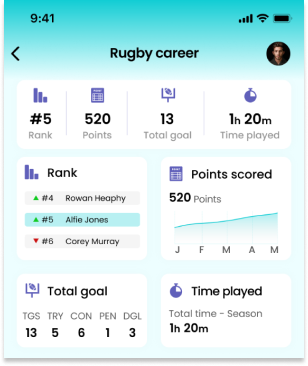 9:41
Rugby career
#5 520 13 1h 20m
Rank Points Total goal Time played
Rank
#4 Rowan Heaphy
#5 Alfie Jones
#6 Corey Murray
Points scored
520 Points
J F M A M
Total goal
TGS TRY CON PEN DGL
13 5 6 1 3
Time played
Total time - Season
1h 20m